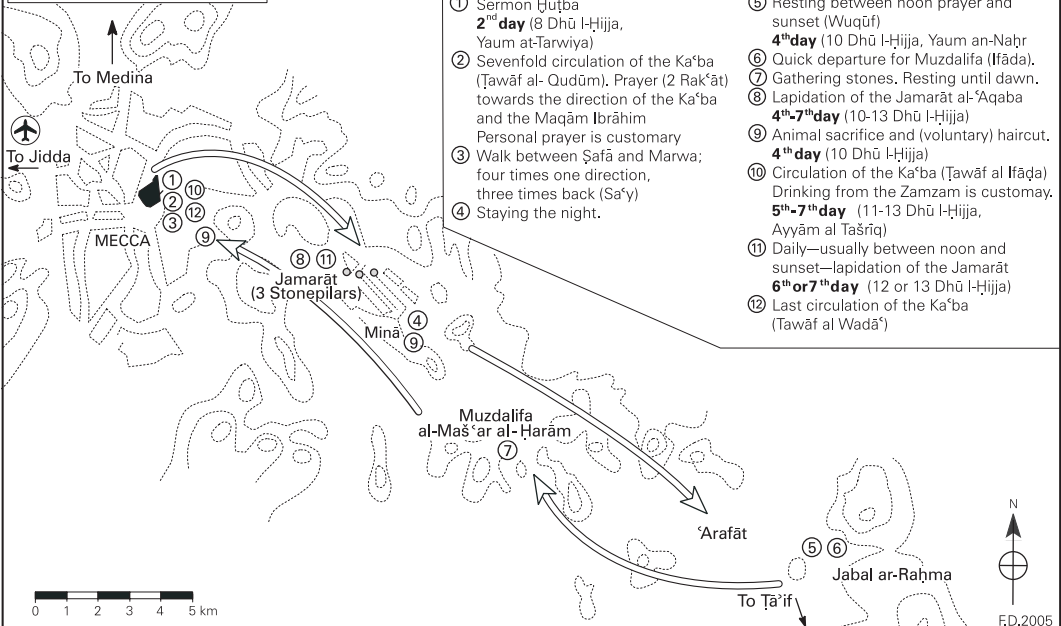 ① Sermon Ḫuṭba
2nd day (8 Dhū l-Ḥijja,
Yaum at-Tarwiya)
② Sevenfold circulation of the Kaʿba
(Ṭawāf al- Qudūm). Prayer (2 Rakʿāt)
towards the direction of the Kaʿba
and the Maqām Ibrāhim
Personal prayer is customary
③ Walk between Ṣafā and Marwa;
four times one direction,
three times back (Saʿy)
④ Staying the night.
⑤ Resting between noon prayer and
sunset (Wuqūf)
4th day (10 Dhū l-Ḥijja, Yaum an-Naḥr
⑥ Quick departure for Muzdalifa (Ifāda).
⑦ Gathering stones. Resting until dawn.
⑧ Lapidation of the Jamarāt al-ʿAqaba
4th-7th day (10-13 Dhū l-Ḥijja)
⑨ Animal sacrifice and (voluntary) haircut.
4th day (10 Dhū l-Ḥijja)
⑩ Circulation of the Kaʿba (Ṭawāf al Ifāḍa)
Drinking from the Zamzam is customay.
5th-7th day (11-13 Dhū l-Ḥijja,
Ayyām al Tašrīq)
⑪ Daily—usually between noon and
sunset—lapidation of the Jamarāt
6th or 7th day (12 or 13 Dhū l-Ḥijja)
⑫ Last circulation of the Kaʿba
(Tawāf al Wadāʿ)
To Medina
To Jidda
①
② ⑩
③ ⑫
MECCA
⑨
⑧ ⑪
Jamarāt
(3 Stonepilars)
④
Minā
⑨
Muzdalifa
al-Mašʿar al-Ḥarām
⑦
ʿArafāt
⑤ ⑥
Jabal ar-Raḥma
To Ṭāʾif
N
0 1 2 3 4 5 km
F.D.2005